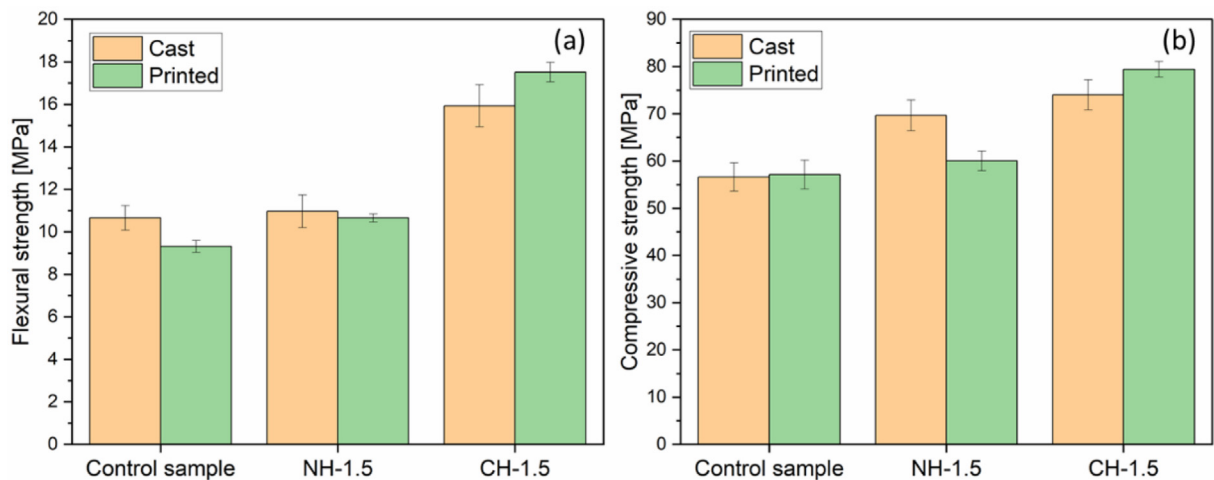 (a)
Cast
Printed
Flexural strength [MPa]
20
18
16
14
12
10
8
6
4
2
0
Control sample NH-1.5 CH-1.5
(b)
Cast
Printed
Compressive strength [MPa]
90
80
70
60
50
40
30
20
10
0
Control sample NH-1.5 CH-1.5